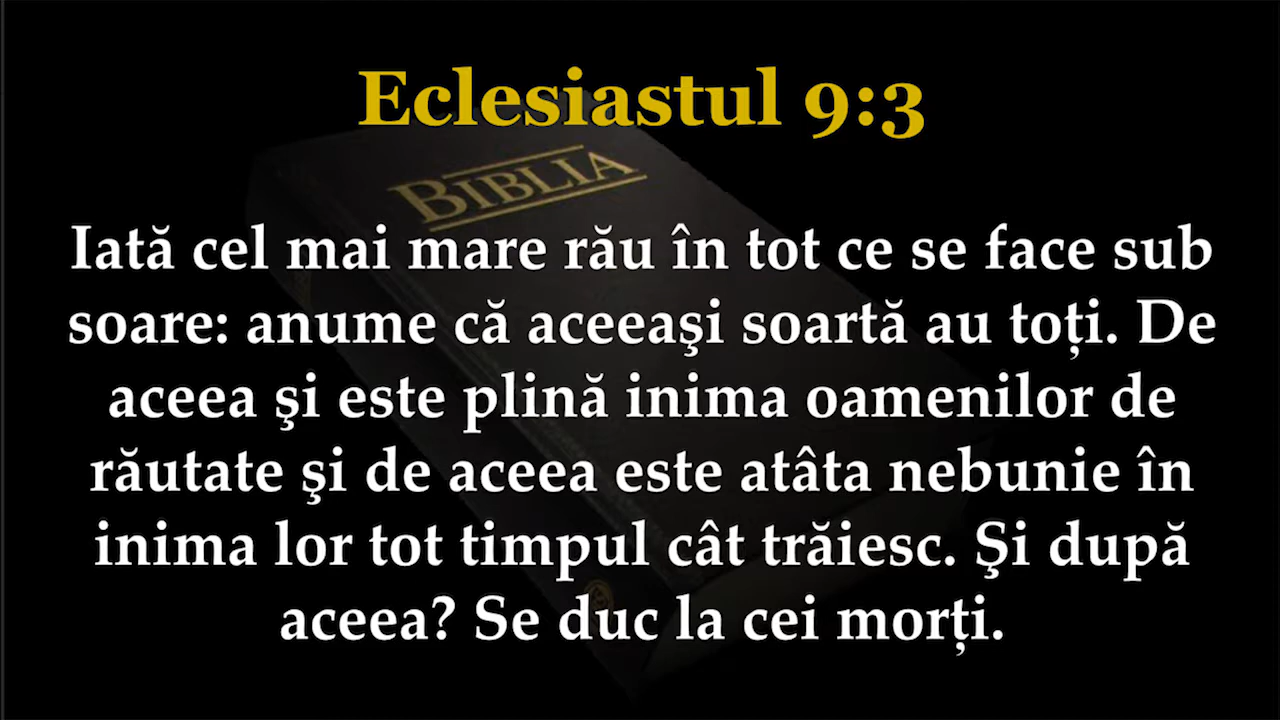 Eclesiastul 9:3
BIBLIA
Iată cel mai mare rău în tot ce se face sub
soare: anume că aceeaşi soartă au toți. De
aceea şi este plină inima oamenilor de
răutate şi de aceea este atâta nebunie în
inima lor tot timpul cât trăiesc. Şi după
aceea? Se duc la cei morți.